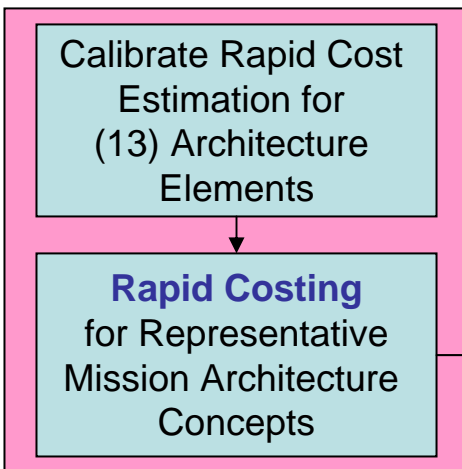 Calibrate Rapid Cost
Estimation for
(13) Architecture
Elements
Rapid Costing
for Representative
Mission Architecture
Concepts